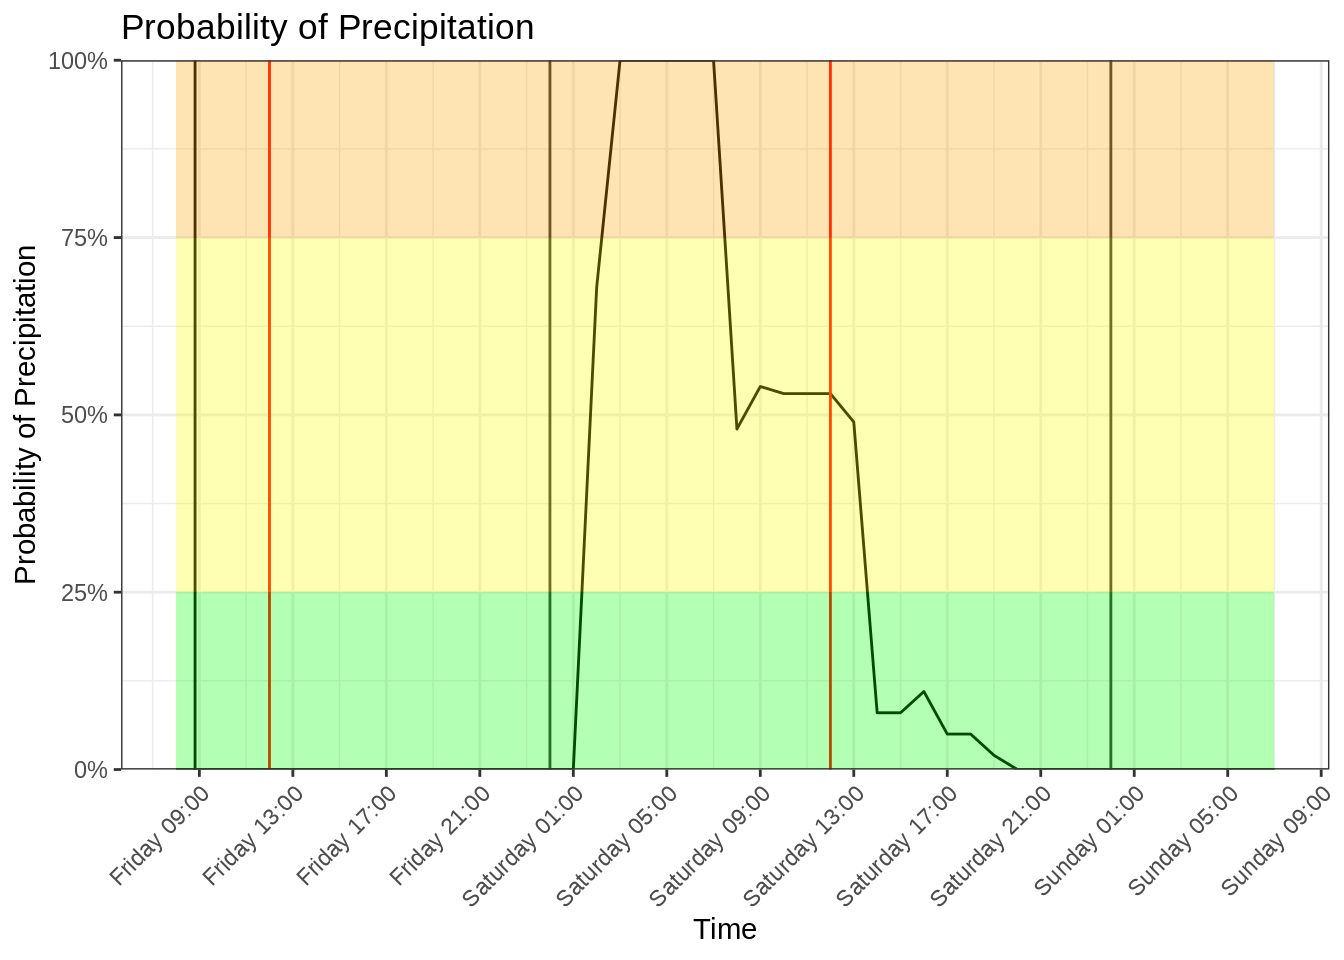 Probability of Precipitation
Probability of Precipitation
100%
75%
50%
25%
0%
Friday 09:00
Friday 13:00
Friday 17:00
Friday 21:00
Saturday 01:00
Saturday 05:00
Saturday 09:00
Saturday 13:00
Saturday 17:00
Saturday 21:00
Sunday 01:00
Sunday 05:00
Sunday 09:00
Time